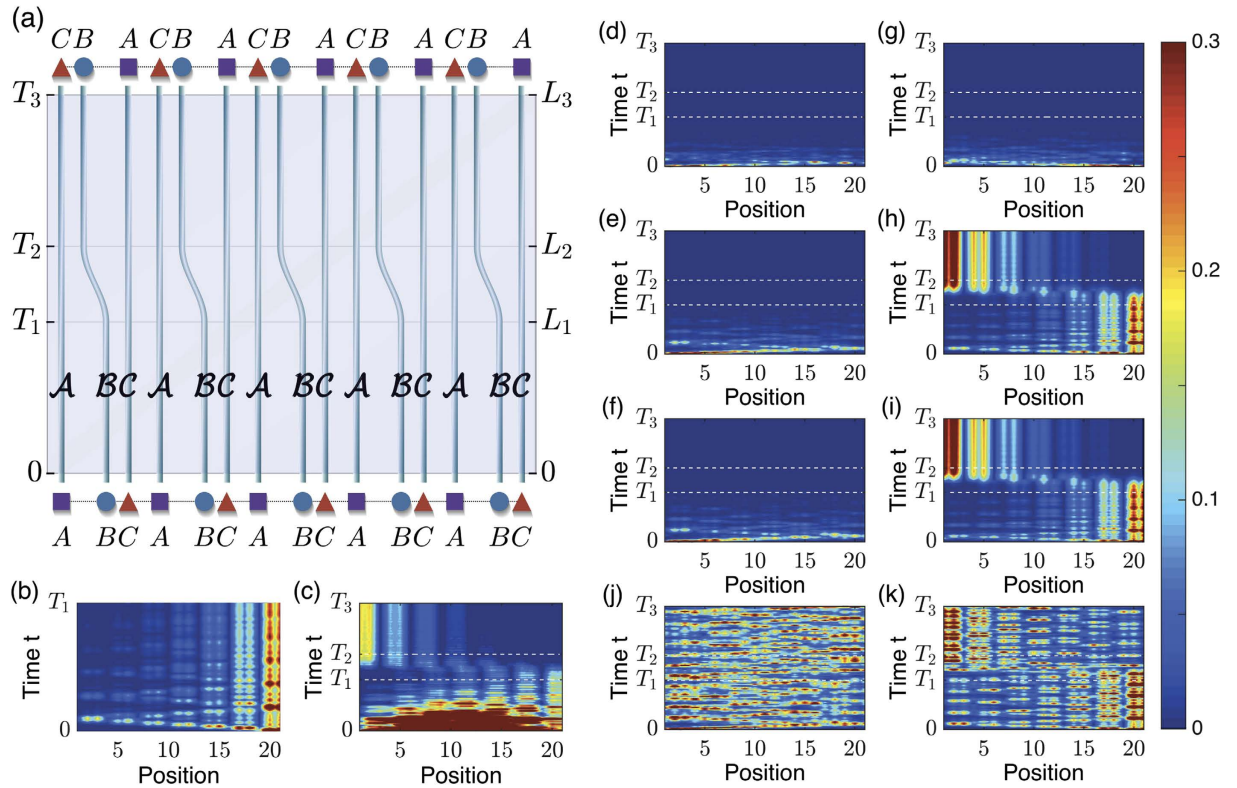 (a)
C B A C B A C B A C B A C B A
T3 L3
T2 L2
T1 L1
𝒜 ℬ𝒞 𝒜 ℬ𝒞 𝒜 ℬ𝒞 𝒜 ℬ𝒞 𝒜 ℬ𝒞
0 0
A BC A BC A BC A BC A BC
(b)
T1
Time t
0
5 10 15 20
Position
(c)
T3
T2
T1
Time t
0
5 10 15 20
Position
(d)
T3
T2
T1
Time t
0
5 10 15 20
Position
(e)
T3
T2
T1
Time t
0
5 10 15 20
Position
(f)
T3
T2
T1
Time t
0
5 10 15 20
Position
(g)
T3
T2
T1
Time t
0
5 10 15 20
Position
(h)
T3
T2
T1
Time t
0
5 10 15 20
Position
(i)
T3
T2
T1
Time t
0
5 10 15 20
Position
(j)
T3
T2
T1
Time t
0
5 10 15 20
Position
(k)
T3
T2
T1
Time t
0
5 10 15 20
Position
0.3
0.2
0.1
0